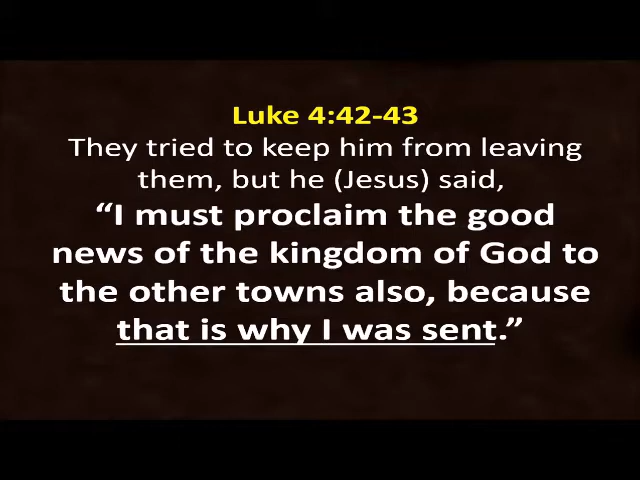 Luke 4:42-43
They tried to keep him from leaving
them, but he (Jesus) said,
“I must proclaim the good
news of the kingdom of God to
the other towns also, because
that is why I was sent.”